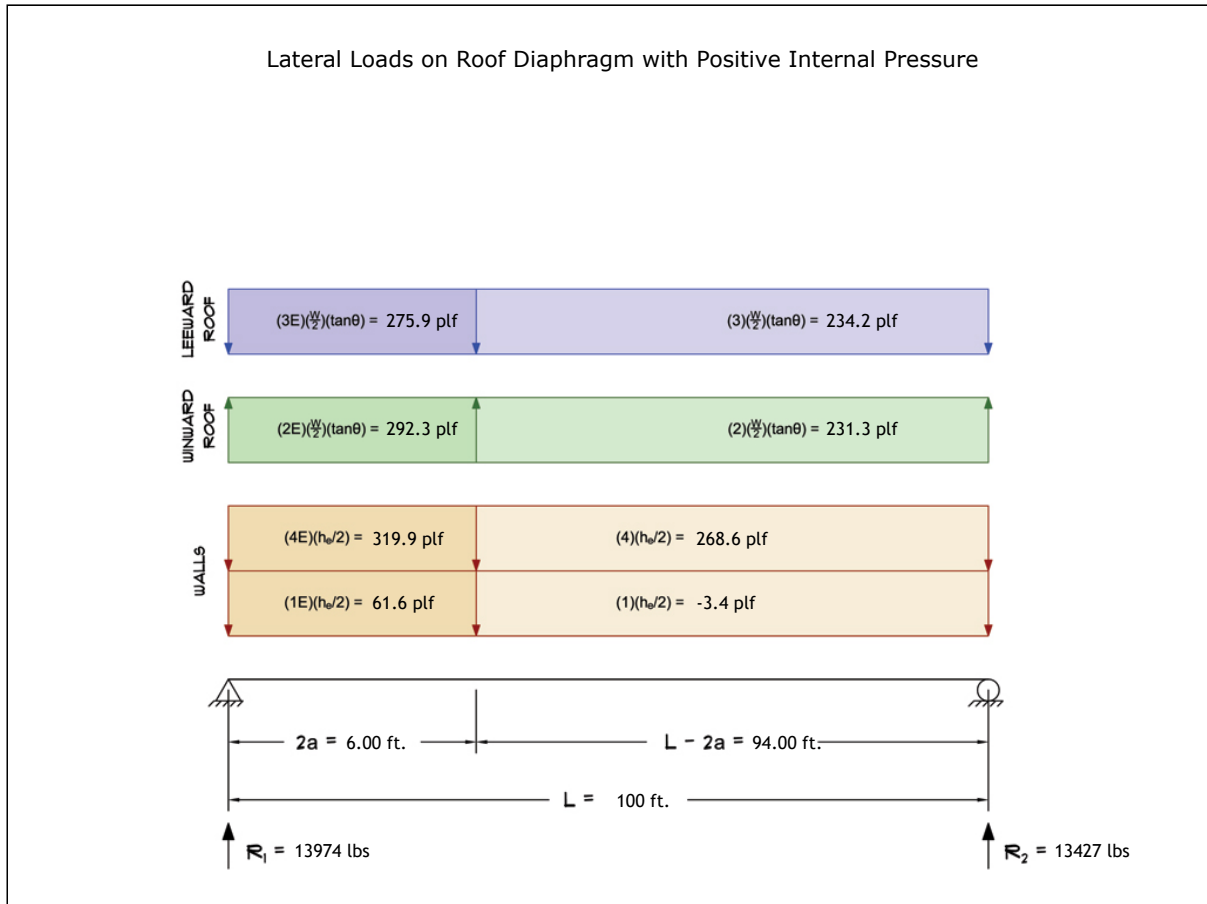 Lateral Loads on Roof Diaphragm with Positive Internal Pressure
LEEWARD
ROOF
(3E)(W/2)(tanθ) = 275.9 plf
(3)(W/2)(tanθ) = 234.2 plf
WINWARD
ROOF
(2E)(W/2)(tanθ) = 292.3 plf
(2)(W/2)(tanθ) = 231.3 plf
WALLS
(4E)(hₑ/2) = 319.9 plf
(4)(hₑ/2) = 268.6 plf
(1E)(hₑ/2) = 61.6 plf
(1)(hₑ/2) = -3.4 plf
2a = 6.00 ft.
L - 2a = 94.00 ft.
L = 100 ft.
R₁ = 13974 lbs
R₂ = 13427 lbs